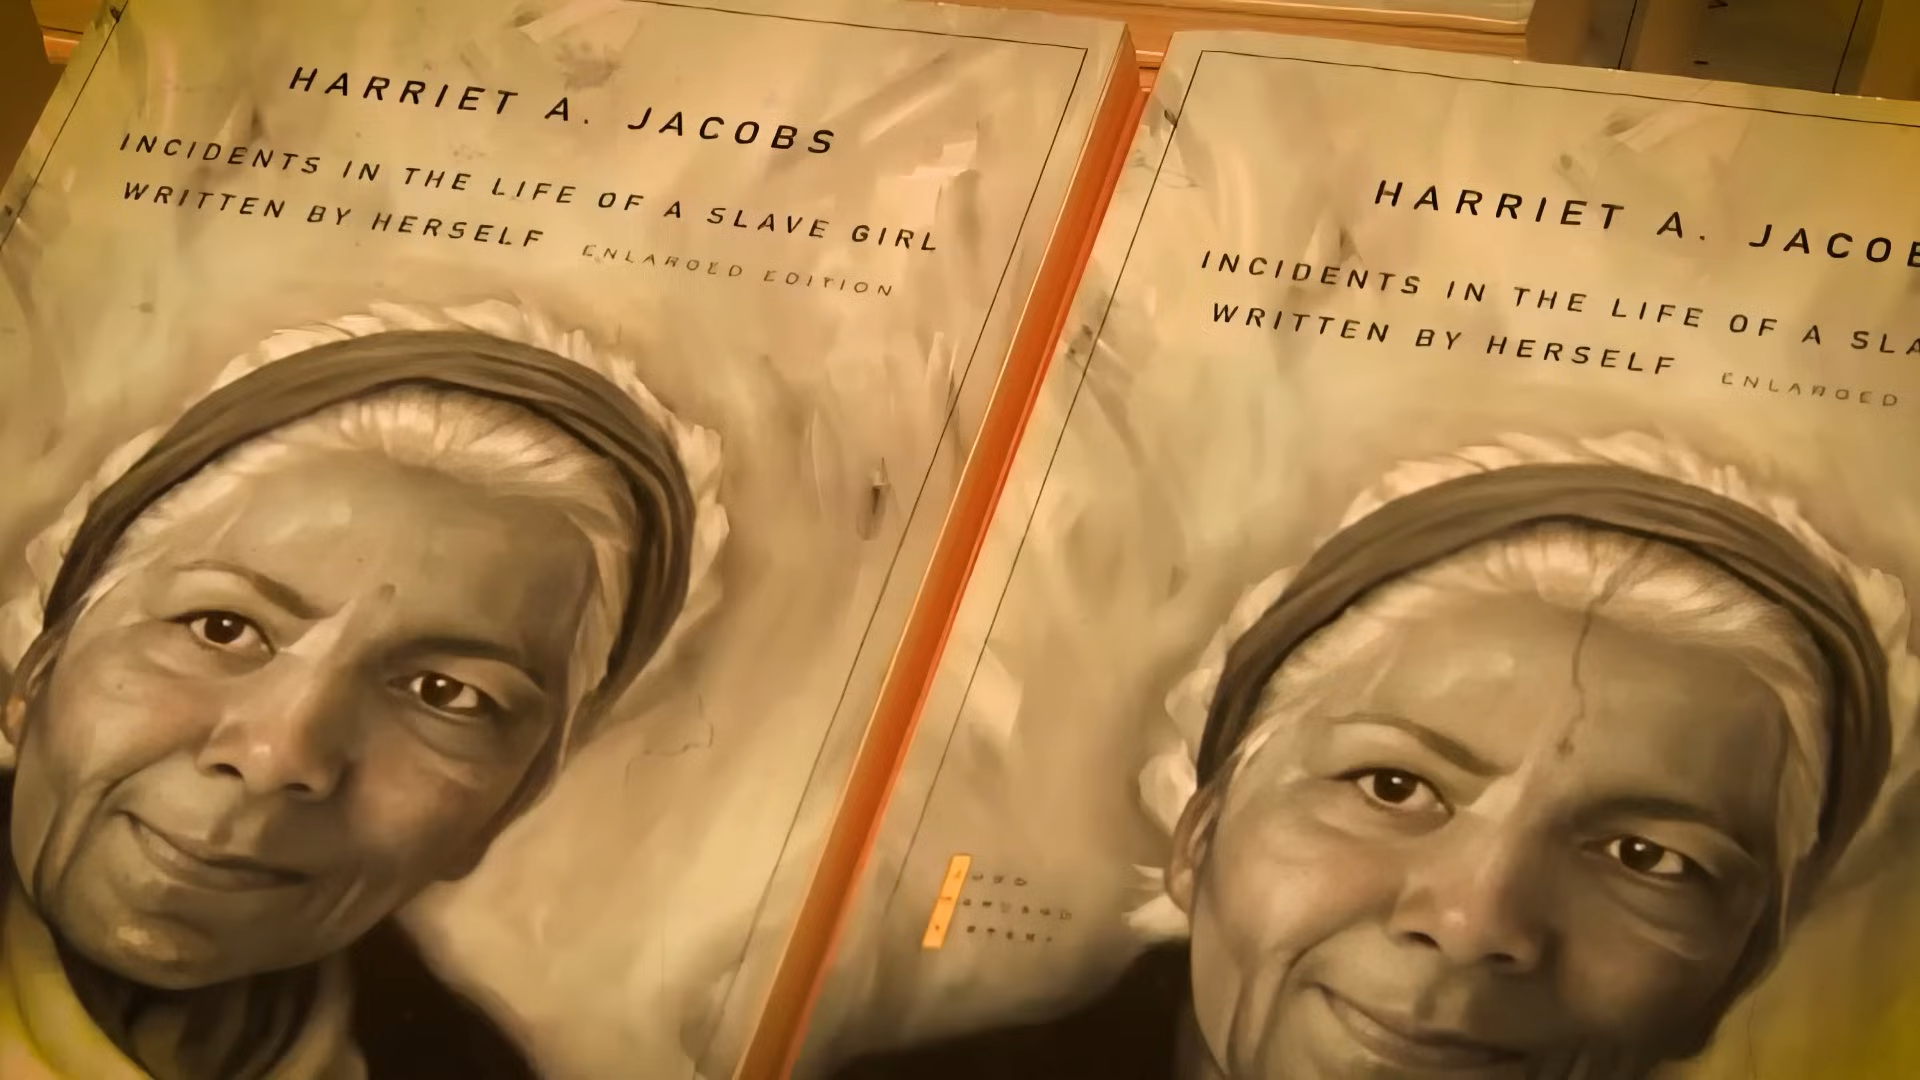 HARRIET A. JACOBS
INCIDENTS IN THE LIFE OF A SLAVE GIRL
WRITTEN BY HERSELF ENLARGED EDITION
HARRIET A. JACOB
INCIDENTS IN THE LIFE OF A SLA
WRITTEN BY HERSELF ENLARGED